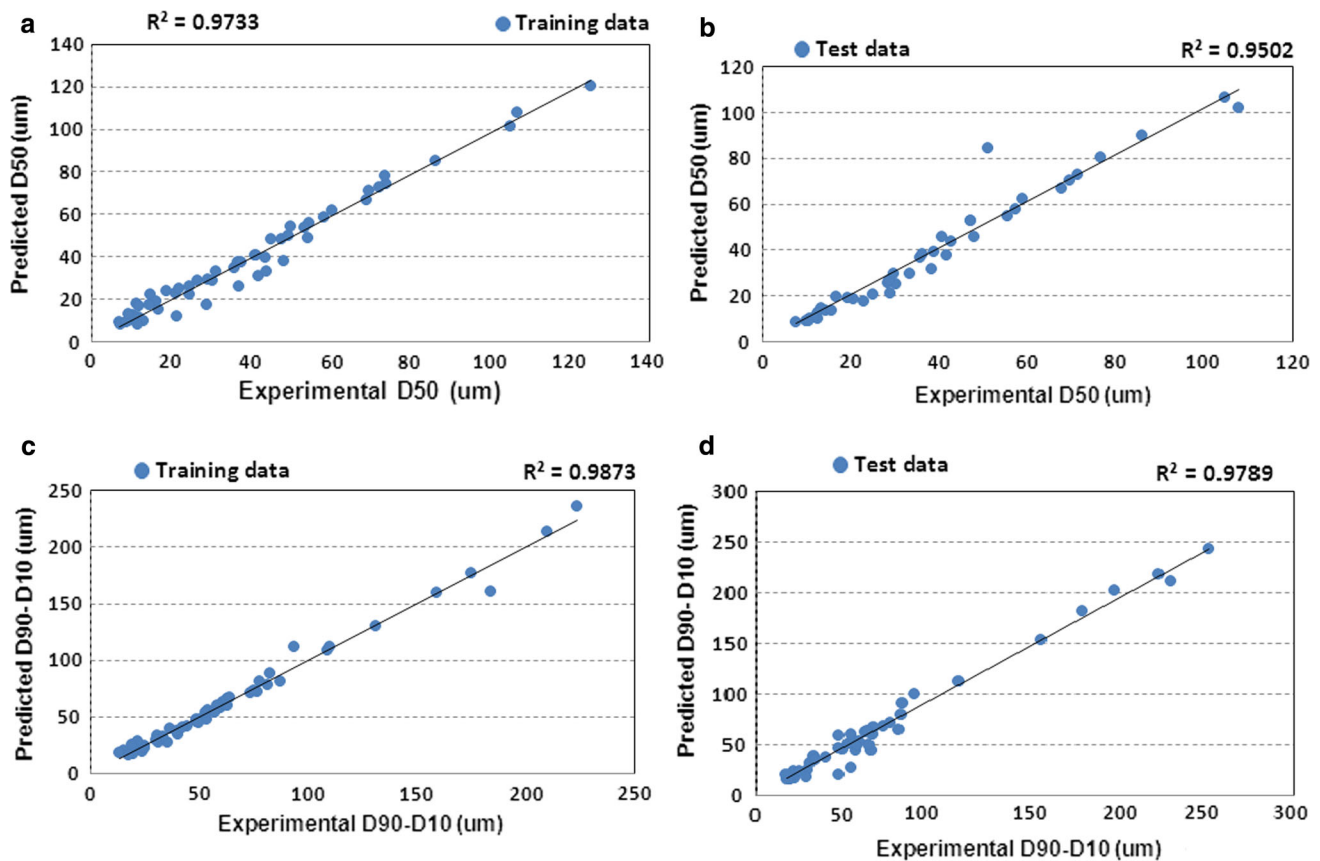 a
R² = 0.9733
Training data
140
120
100
80
60
40
20
0
Predicted D50 (um)
0 20 40 60 80 100 120 140
Experimental D50 (um)
b
Test data
R² = 0.9502
120
100
80
60
40
20
0
Predicted D50 (um)
0 20 40 60 80 100 120
Experimental D50 (um)
c
Training data
R² = 0.9873
250
200
150
100
50
0
Predicted D90-D10 (um)
0 50 100 150 200 250
Experimental D90-D10 (um)
d
Test data
R² = 0.9789
300
250
200
150
100
50
0
Predicted D90-D10 (um)
0 50 100 150 200 250 300
Experimental D90-D10 (um)